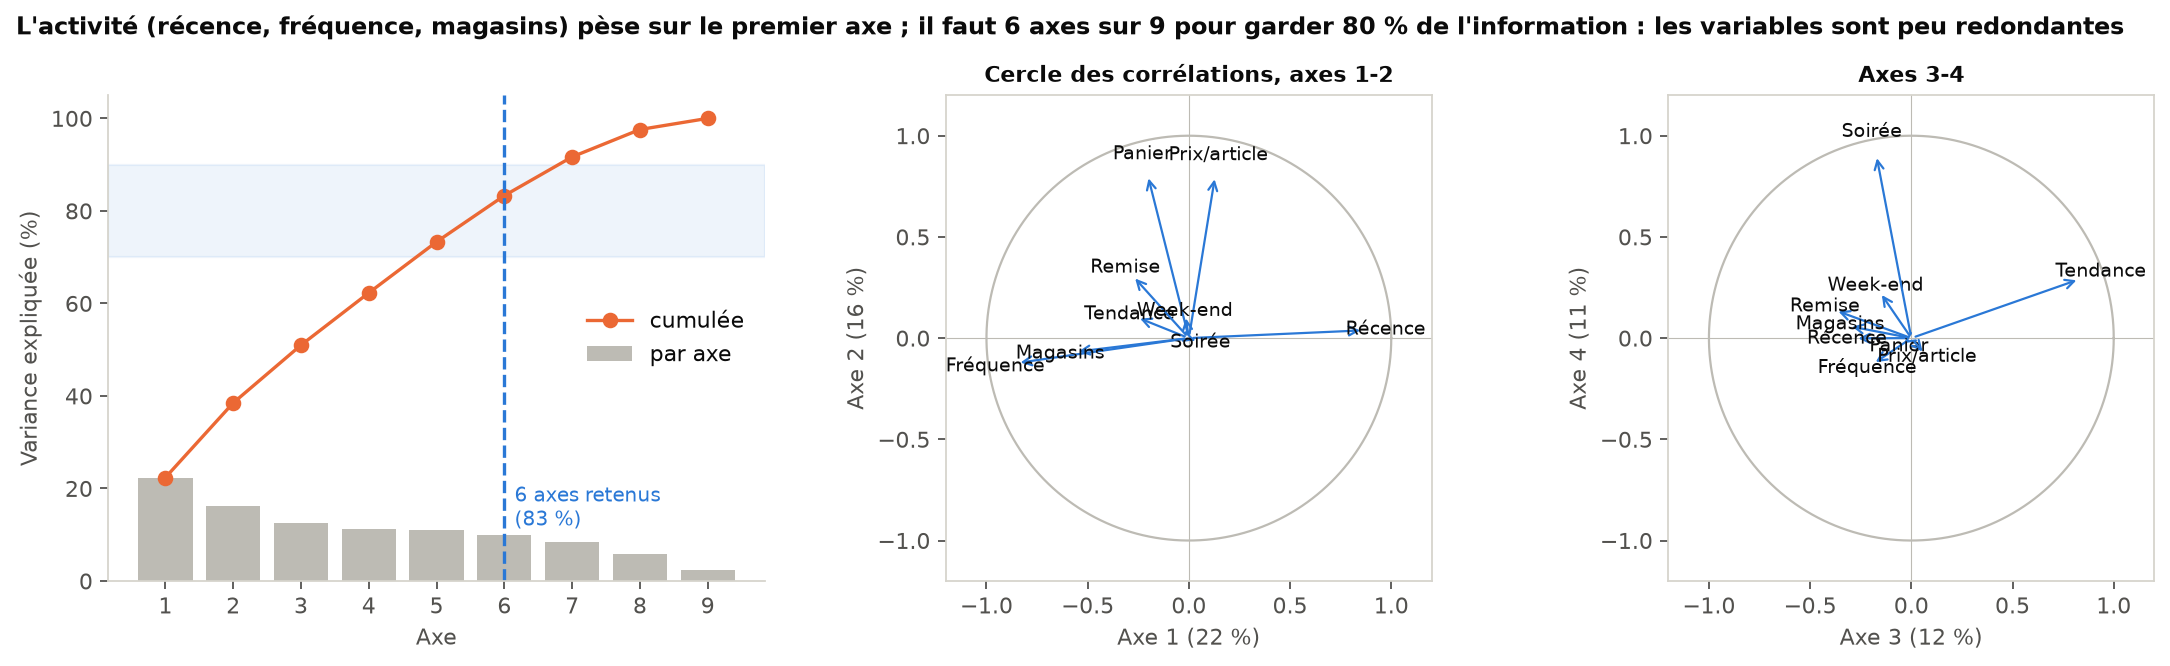 L'activité (récence, fréquence, magasins) pèse sur le premier axe ; il faut 6 axes sur 9 pour garder 80 % de l'information : les variables sont peu redondantes
Variance expliquée (%)
100
80
60
40
20
0
cumulée
par axe
6 axes retenus
(83 %)
1 2 3 4 5 6 7 8 9
Axe
Cercle des corrélations, axes 1-2
Axe 2 (16 %)
1.0
0.5
0.0
−0.5
−1.0
Panier
Prix/article
Remise
Tendance
Week-end
Récence
Soirée
Magasins
Fréquence
−1.0 −0.5 0.0 0.5 1.0
Axe 1 (22 %)
Axes 3-4
Axe 4 (11 %)
1.0
0.5
0.0
−0.5
−1.0
Soirée
Tendance
Week-end
Remise
Magasins
Récence
Panier
Prix/article
Fréquence
−1.0 −0.5 0.0 0.5 1.0
Axe 3 (12 %)